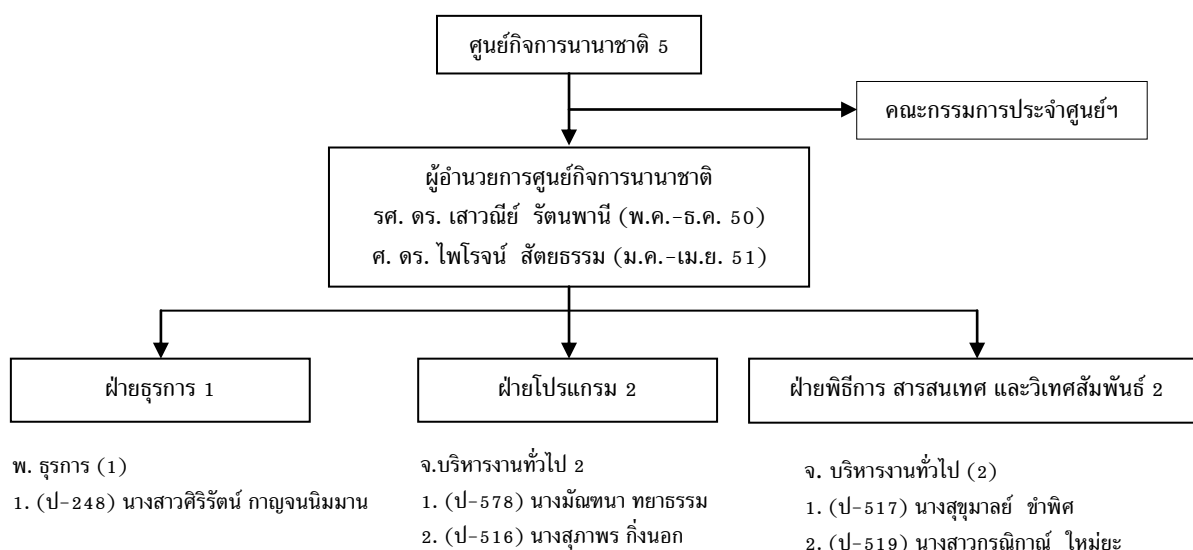 ศูนย์กิจการนานาชาติ 5
คณะกรรมการประจำศูนย์ฯ
ผู้อำนวยการศูนย์กิจการนานาชาติ
รศ. ดร. เสาวณีย์ รัตนพานี (พ.ค.-ธ.ค. 50)
ศ. ดร. ไพโรจน์ สัตยธรรม (ม.ค.-เม.ย. 51)
ฝ่ายธุรการ 1
ฝ่ายโปรแกรม 2
ฝ่ายพิธีการ สารสนเทศ และวิเทศสัมพันธ์ 2
พ. ธุรการ (1)
1. (ป-248) นางสาวศิริรัตน์ กาญจนนิมมาน
จ.บริหารงานทั่วไป 2
1. (ป-578) นางมัณฑนา ทยาธรรม
2. (ป-516) นางสุภาพร กิ่งนอก
จ. บริหารงานทั่วไป (2)
1. (ป-517) นางสุขุมาลย์ ขำพิศ
2. (ป-519) นางสาวกรณิกาณ์ ใหม่ยะ